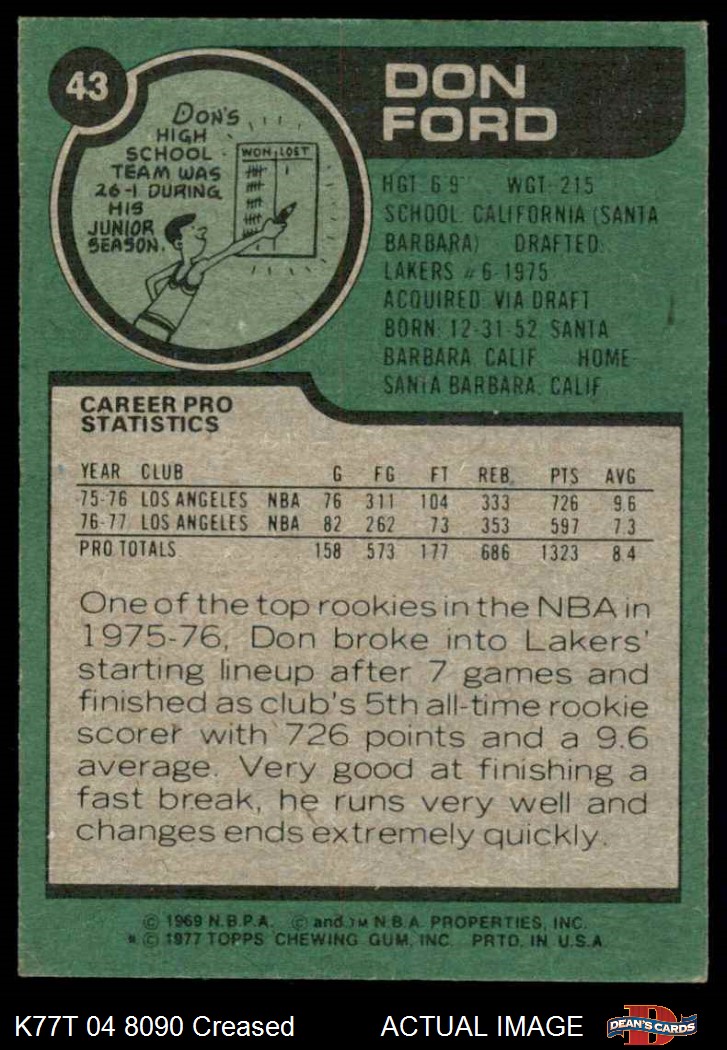 43
DON
FORD
DON'S
HIGH
SCHOOL
TEAM WAS
26-1 DURING
HIS
JUNIOR
SEASON.
WON LOST
HGT: 6'9" WGT: 215
SCHOOL: CALIFORNIA (SANTA
BARBARA) DRAFTED:
LAKERS #6-1975
ACQUIRED: VIA DRAFT
BORN: 12-31-52, SANTA
BARBARA, CALIF. HOME:
SANTA BARBARA, CALIF.
CAREER PRO
STATISTICS
YEAR CLUB G FG FT REB. PTS AVG
75-76 LOS ANGELES NBA 76 311 104 333 726 9.6
76-77 LOS ANGELES NBA 82 262 73 353 597 7.3
PRO TOTALS 158 573 177 686 1323 8.4
One of the top rookies in the NBA in
1975-76, Don broke into Lakers'
starting lineup after 7 games and
finished as club's 5th all-time rookie
scorer with 726 points and a 9.6
average. Very good at finishing a
fast break, he runs very well and
changes ends extremely quickly.
© 1969 N.B.P.A. © and TM N.B.A. PROPERTIES, INC.
* © 1977 TOPPS CHEWING GUM, INC. PRTD. IN U.S.A.
K77T 04 8090 Creased ACTUAL IMAGE
D
DEAN'S CARDS